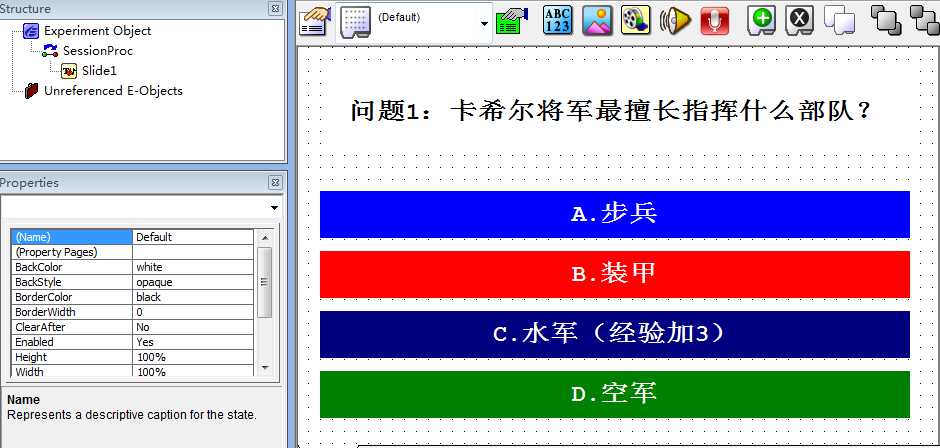 Structure
Experiment Object
SessionProc
Slide1
Unreferenced E-Objects
(Default)
ABC
123
问题1：卡希尔将军最擅长指挥什么部队？
A.步兵
B.装甲
C.水军（经验加3）
D.空军
Properties
(Name) Default
(Property Pages)
BackColor white
BackStyle opaque
BorderColor black
BorderWidth 0
ClearAfter No
Enabled Yes
Height 100%
Width 100%
Name
Represents a descriptive caption for the state.